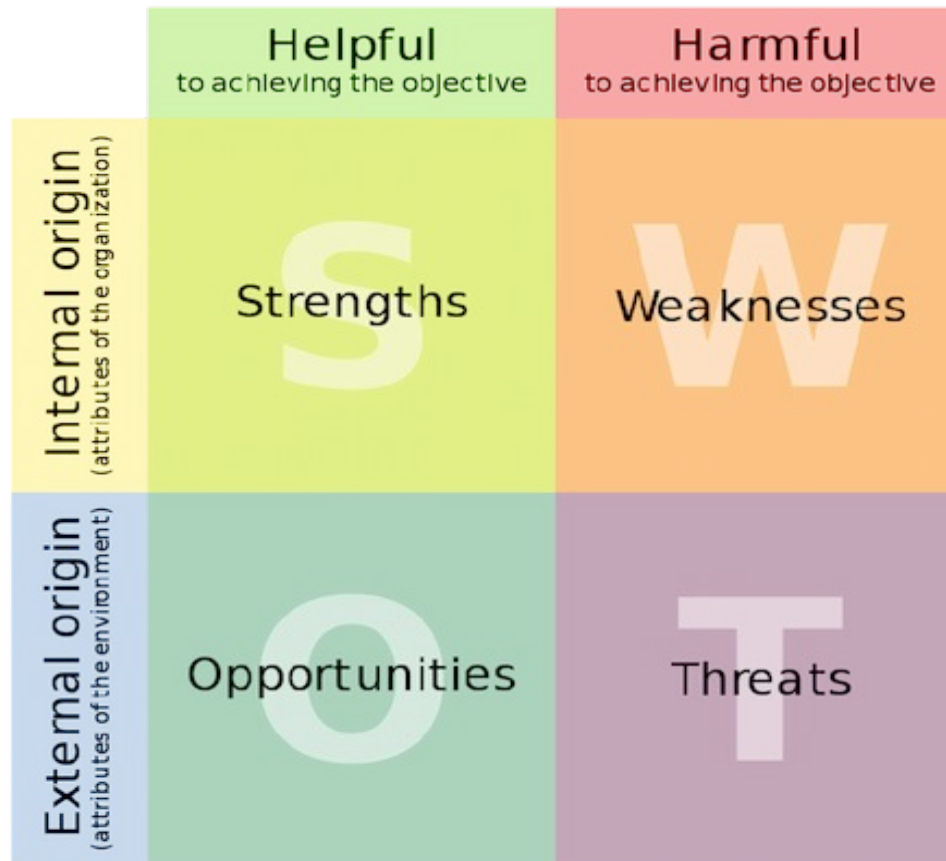 Helpful
to achieving the objective
Harmful
to achieving the objective
Internal origin
(attributes of the organization)
S
Strengths
W
Weaknesses
External origin
(attributes of the environment)
O
Opportunities
T
Threats